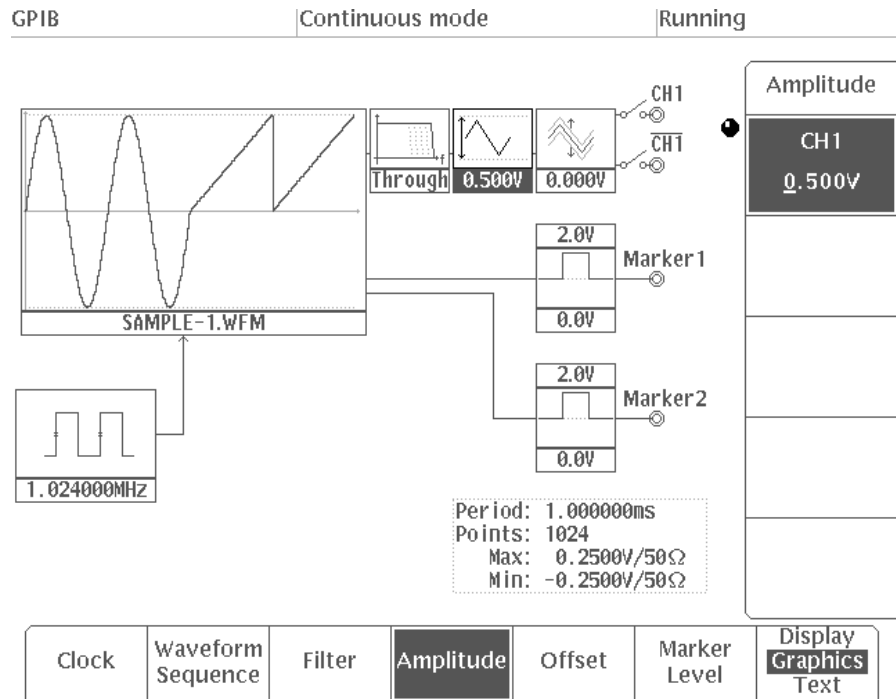 GPIB
Continuous mode
Running
Amplitude
CH1
0.500V
CH1
CH1
Through
0.500V
0.000V
f
SAMPLE-1.WFM
2.0V
Marker1
0.0V
2.0V
Marker2
0.0V
1.024000MHz
Period: 1.000000ms
Points: 1024
Max: 0.2500V/50Ω
Min: -0.2500V/50Ω
Clock
Waveform
Sequence
Filter
Amplitude
Offset
Marker
Level
Display
Graphics
Text